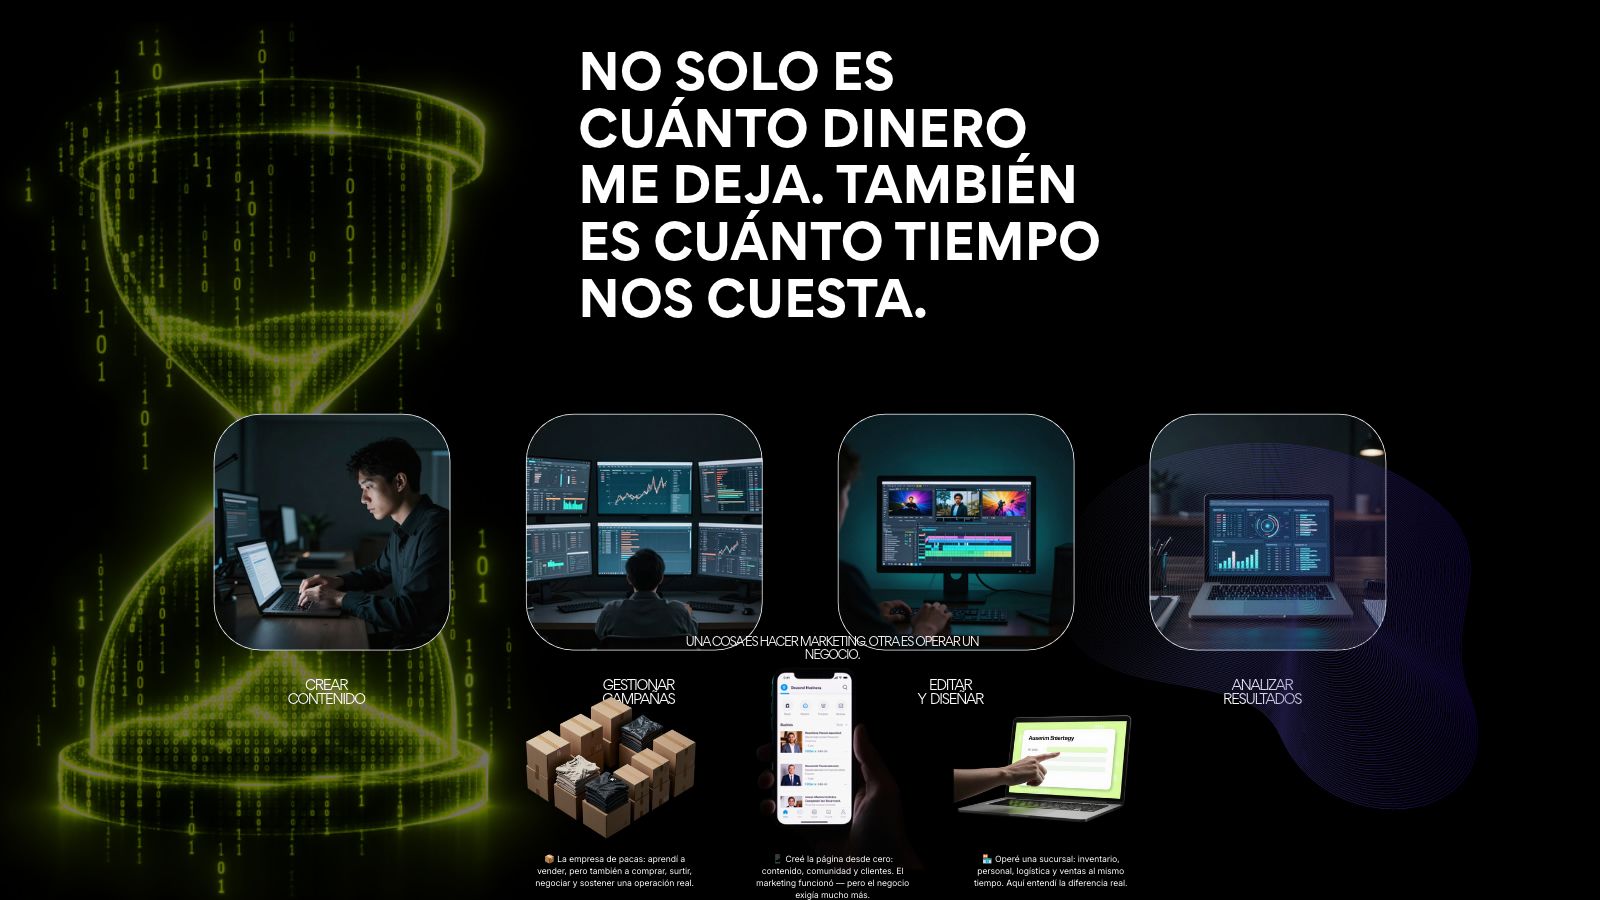 NO SOLO ES
CUÁNTO DINERO
ME DEJA. TAMBIÉN
ES CUÁNTO TIEMPO
NOS CUESTA.
UNA COSA ES HACER MARKETING, OTRA ES OPERAR UN
NEGOCIO.
CREAR
CONTENIDO
GESTIONAR
CAMPAÑAS
EDITAR
Y DISEÑAR
ANALIZAR
RESULTADOS
Auserim Stnertegy
📦 La empresa de pacas: aprendí a
vender, pero también a comprar, surtir,
negociar y sostener una operación real.
📱 Creé la página desde cero:
contenido, comunidad y clientes. El
marketing funcionó — pero el negocio
exigía mucho más.
🏪 Operé una sucursal: inventario,
personal, logística y ventas al mismo
tiempo. Aquí entendí la diferencia real.